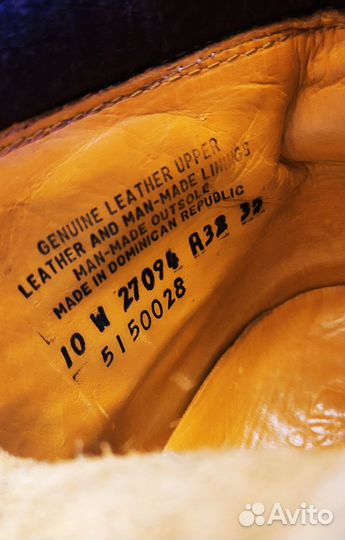 GENUINE LEATHER UPPER
LEATHER AND MAN-MADE LININGS
MAN-MADE OUTSOLE
MADE IN DOMINICAN REPUBLIC
10 W 27094 A38 32
5150028
Avito